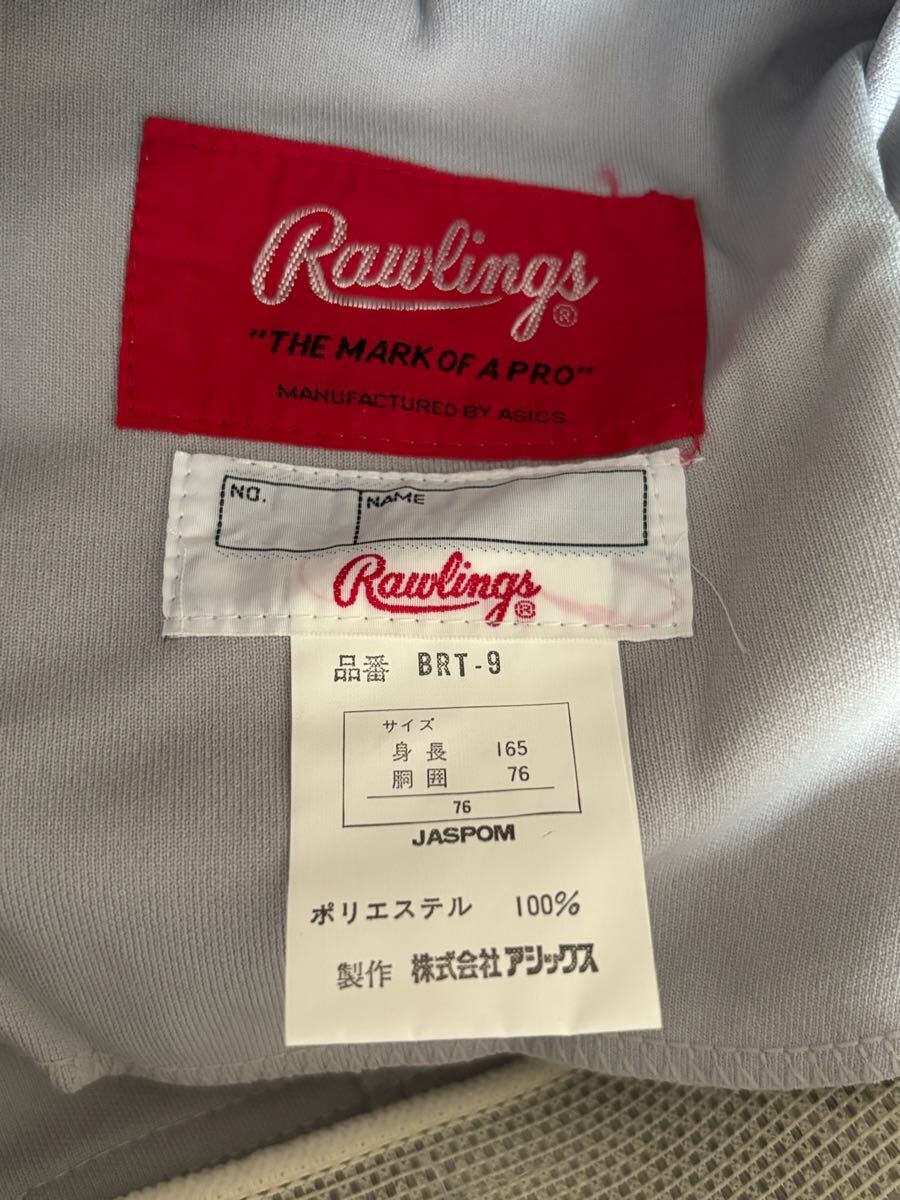 Rawlings®
"THE MARK OF A PRO"
MANUFACTURED BY ASICS
NO. NAME
Rawlings®
品番 BRT-9
サイズ
身長 165
胴囲 76
76
JASPOM
ポリエステル 100%
製作 株式会社アシックス